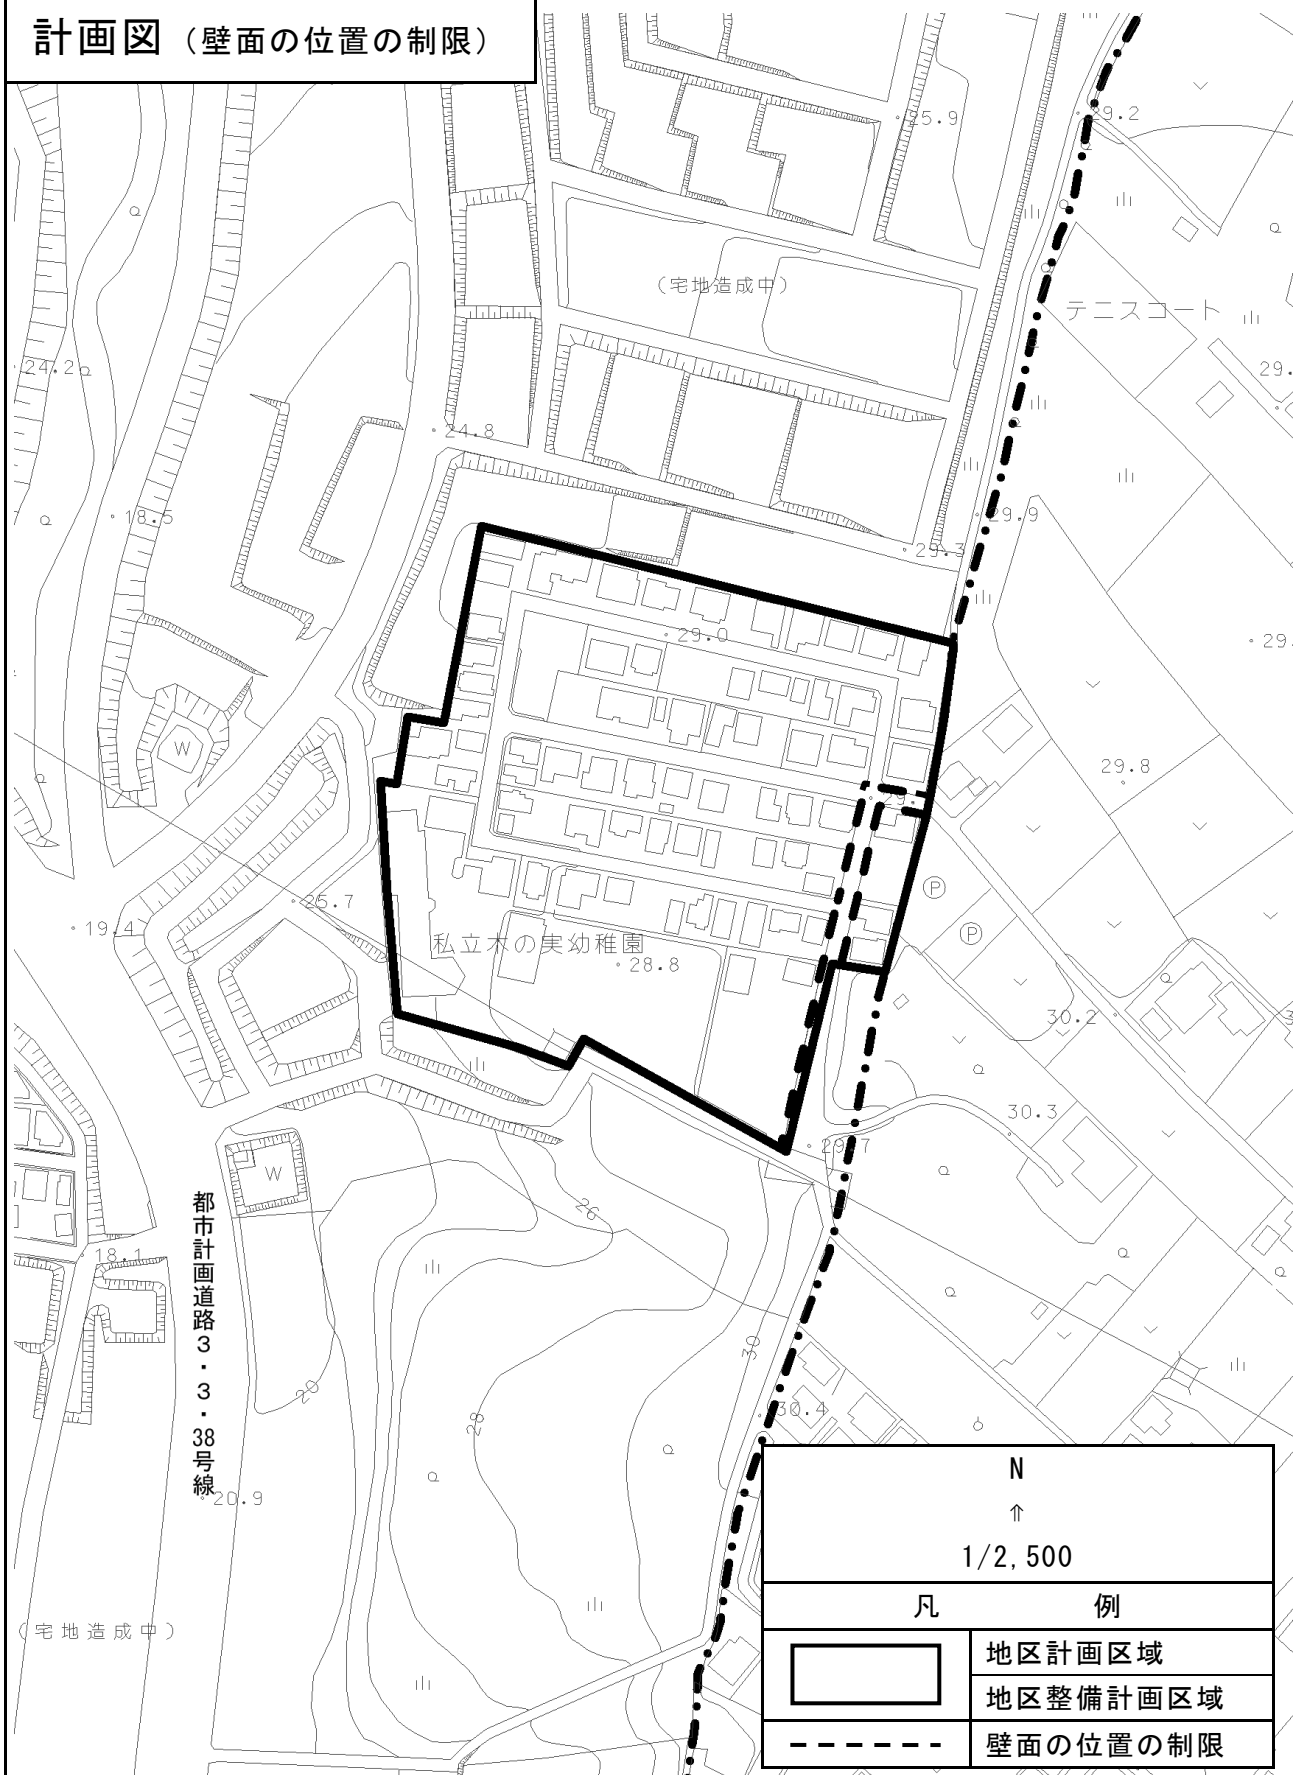 計画図（壁面の位置の制限）
25.9
29.2
（宅地造成中）
テニスコート
24.2
29.
24.8
18.5
29.9
29.3
29.0
29.
W
29.8
29.
25.7
19.4
P
P
私立木の実幼稚園
28.8
30.2
30.3
29.7
W
26
都市計画道路3・3・38号線
18.1
30
20
28
30.4
20.9
（宅地造成中）
N
⇑
1/2,500
凡 例
地区計画区域
地区整備計画区域
壁面の位置の制限